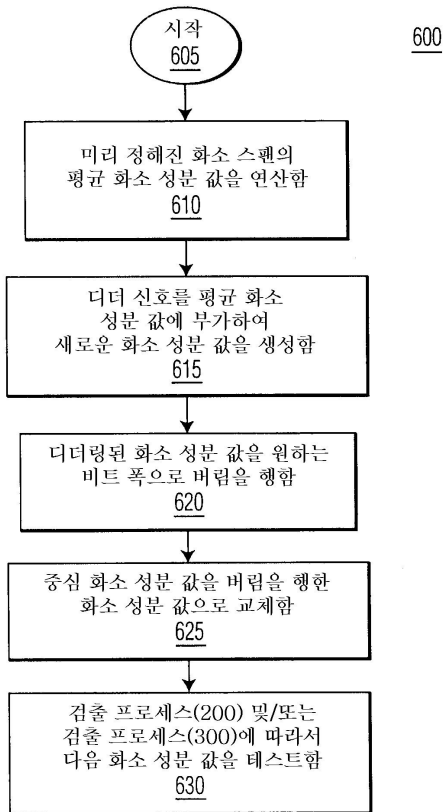 시작
605
600
미리 정해진 화소 스팬의
평균 화소 성분 값을 연산함
610
디더 신호를 평균 화소
성분 값에 부가하여
새로운 화소 성분 값을 생성함
615
디더링된 화소 성분 값을 원하는
비트 폭으로 버림을 행함
620
중심 화소 성분 값을 버림을 행한
화소 성분 값으로 교체함
625
검출 프로세스(200) 및/또는
검출 프로세스(300)에 따라서
다음 화소 성분 값을 테스트함
630